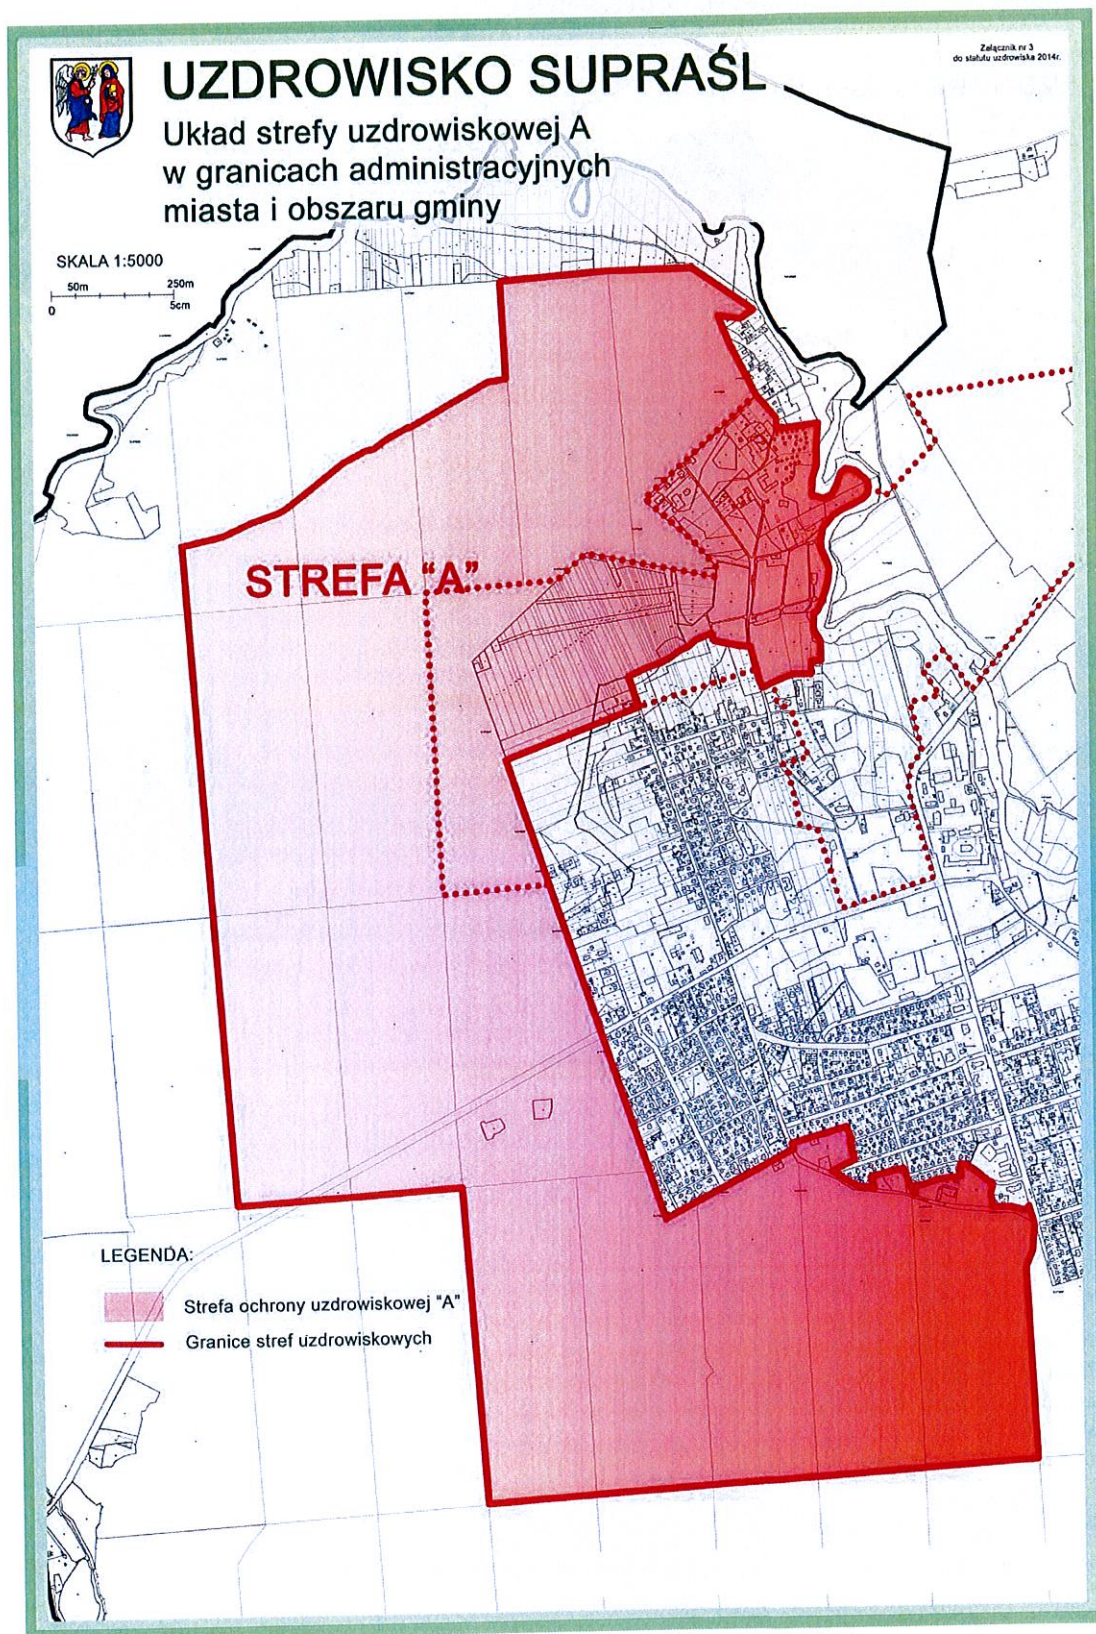 Załącznik nr 3
do statutu uzdrowiska 2014r.
UZDROWISKO SUPRAŚL
Układ strefy uzdrowiskowej A
w granicach administracyjnych
miasta i obszaru gminy
SKALA 1:5000
50m 250m
0 5cm
STREFA “A”
LEGENDA:
Strefa ochrony uzdrowiskowej "A"
Granice stref uzdrowiskowych